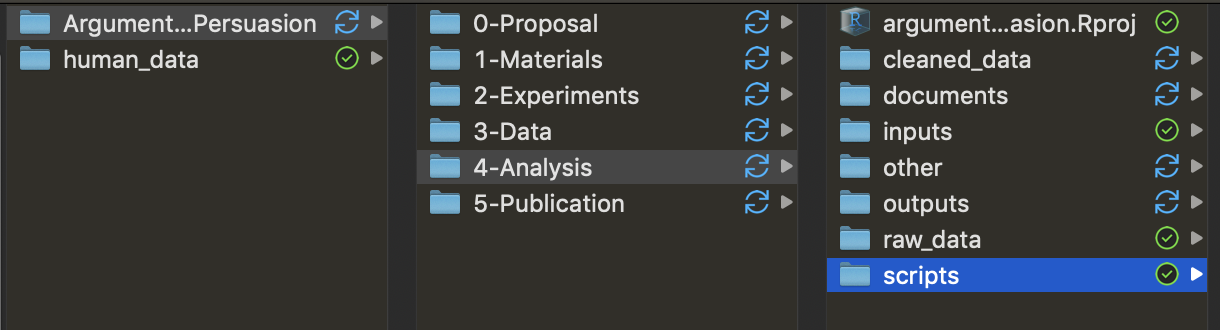 Argument...Persuasion
human_data
0-Proposal
1-Materials
2-Experiments
3-Data
4-Analysis
5-Publication
argument...asion.Rproj
cleaned_data
documents
inputs
other
outputs
raw_data
scripts